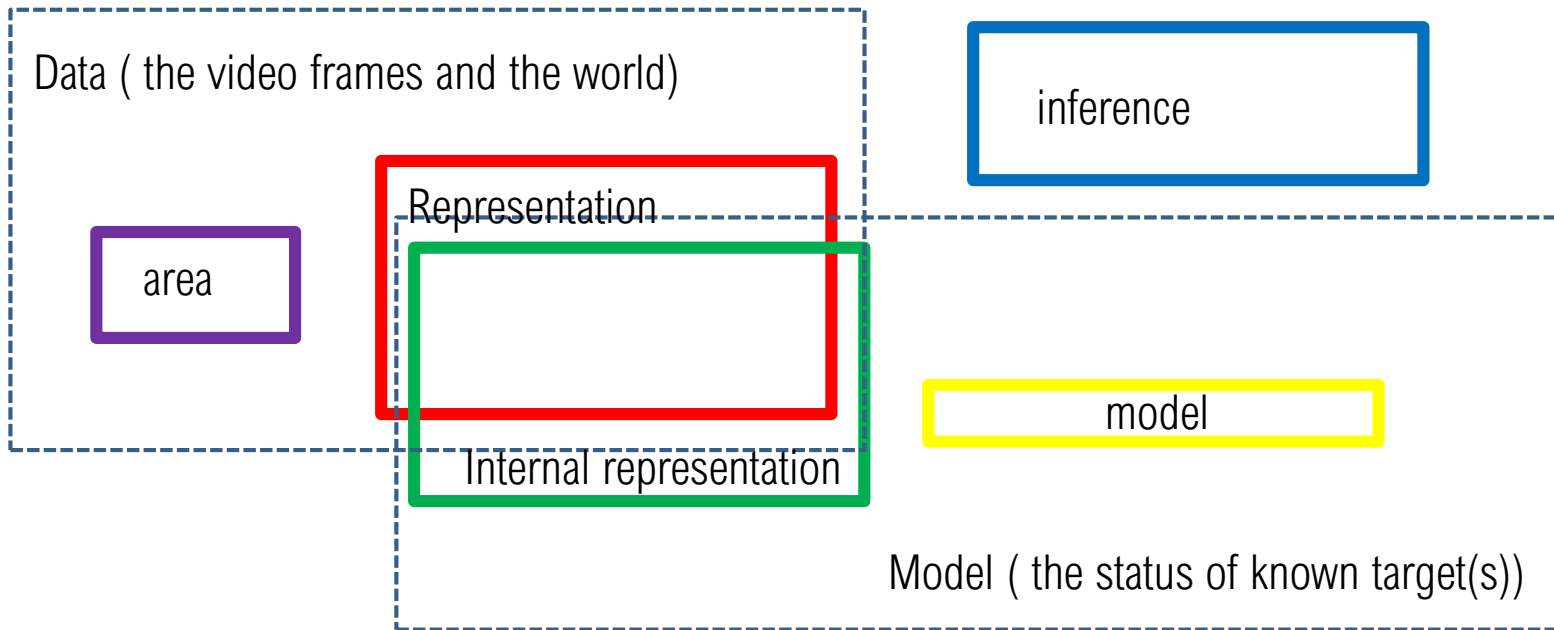 Data ( the video frames and the world)
inference
Representation
area
model
Internal representation
Model ( the status of known target(s))